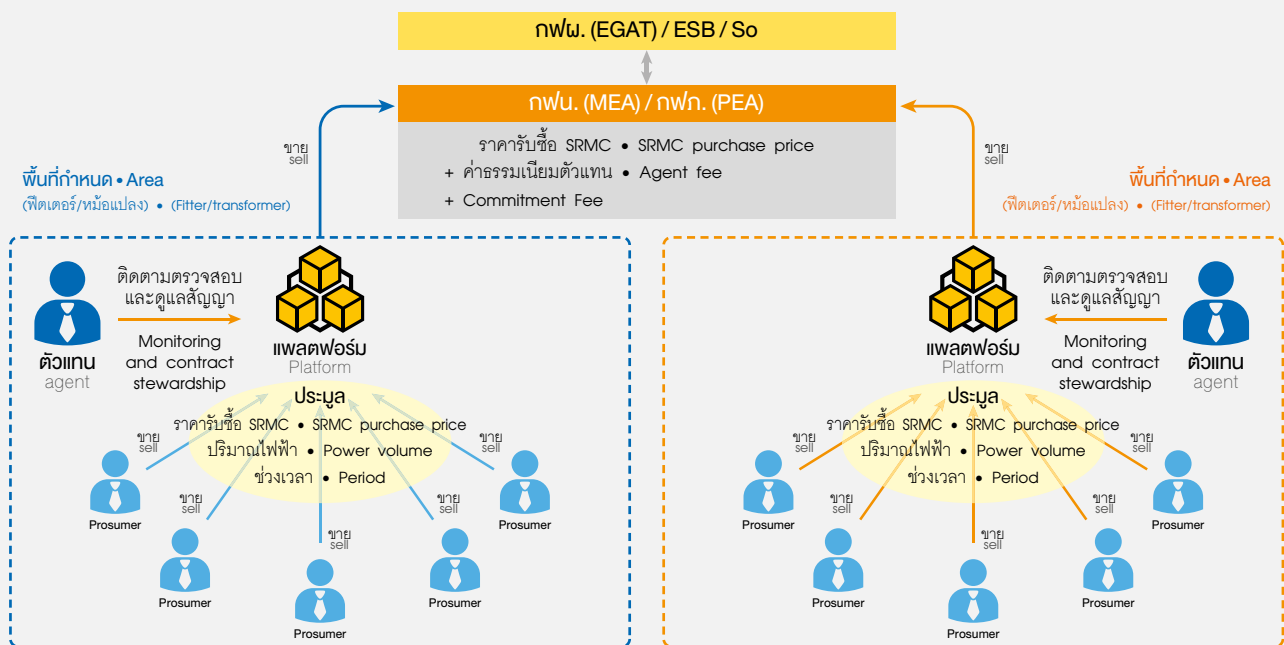 กฟผ. (EGAT) / ESB / So
กฟน. (MEA) / กฟภ. (PEA)
ราคารับซื้อ SRMC • SRMC purchase price
+ ค่าธรรมเนียมตัวแทน • Agent fee
+ Commitment Fee
ขาย
sell
ขาย
sell
พื้นที่กำหนด • Area
(ฟีตเตอร์/หม้อแปลง) • (Fitter/transformer)
พื้นที่กำหนด • Area
(ฟีตเตอร์/หม้อแปลง) • (Fitter/transformer)
ติดตามตรวจสอบ
และดูแลสัญญา
Monitoring
and contract
stewardship
ตัวแทน
agent
แพลตฟอร์ม
Platform
ประมูล
ราคารับซื้อ SRMC • SRMC purchase price
ปริมาณไฟฟ้า • Power volume
ช่วงเวลา • Period
ขาย
sell
ขาย
sell
ขาย
sell
ขาย
sell
ขาย
sell
Prosumer
Prosumer
Prosumer
Prosumer
Prosumer
ติดตามตรวจสอบ
และดูแลสัญญา
Monitoring
and contract
stewardship
ตัวแทน
agent
แพลตฟอร์ม
Platform
ประมูล
ราคารับซื้อ SRMC • SRMC purchase price
ปริมาณไฟฟ้า • Power volume
ช่วงเวลา • Period
ขาย
sell
ขาย
sell
ขาย
sell
ขาย
sell
ขาย
sell
Prosumer
Prosumer
Prosumer
Prosumer
Prosumer